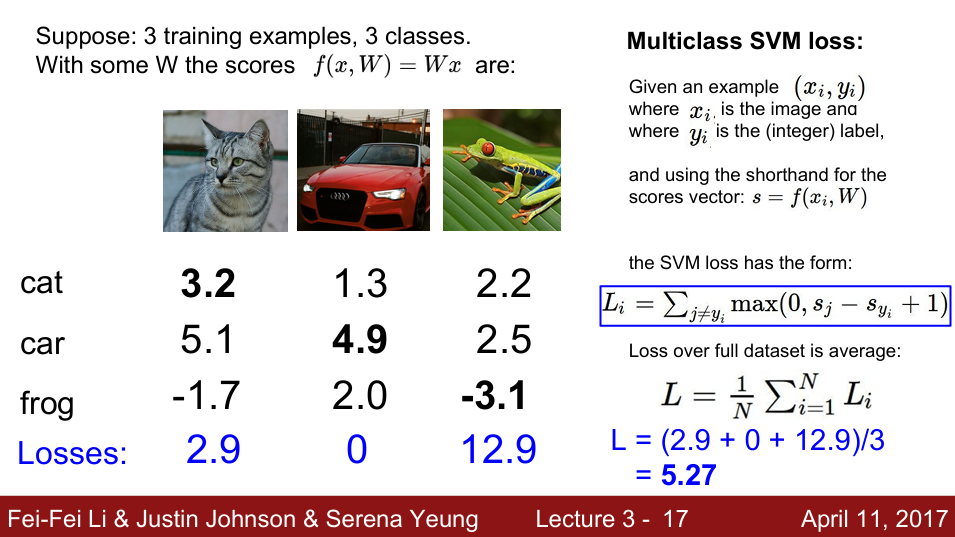 Suppose: 3 training examples, 3 classes.
With some W the scores f(x, W) = Wx are:
cat 3.2 1.3 2.2
car 5.1 4.9 2.5
frog -1.7 2.0 -3.1
Losses: 2.9 0 12.9
Multiclass SVM loss:
Given an example (x_i, y_i)
where x_i is the image and
where y_i is the (integer) label,
and using the shorthand for the
scores vector: s = f(x_i, W)
the SVM loss has the form:
L_i = ∑_{j≠y_i} max(0, s_j − s_{y_i} + 1)
Loss over full dataset is average:
L = \frac{1}{N} ∑_{i=1}^{N} L_i
L = (2.9 + 0 + 12.9)/3
= 5.27
Fei-Fei Li & Justin Johnson & Serena Yeung Lecture 3 - 17 April 11, 2017